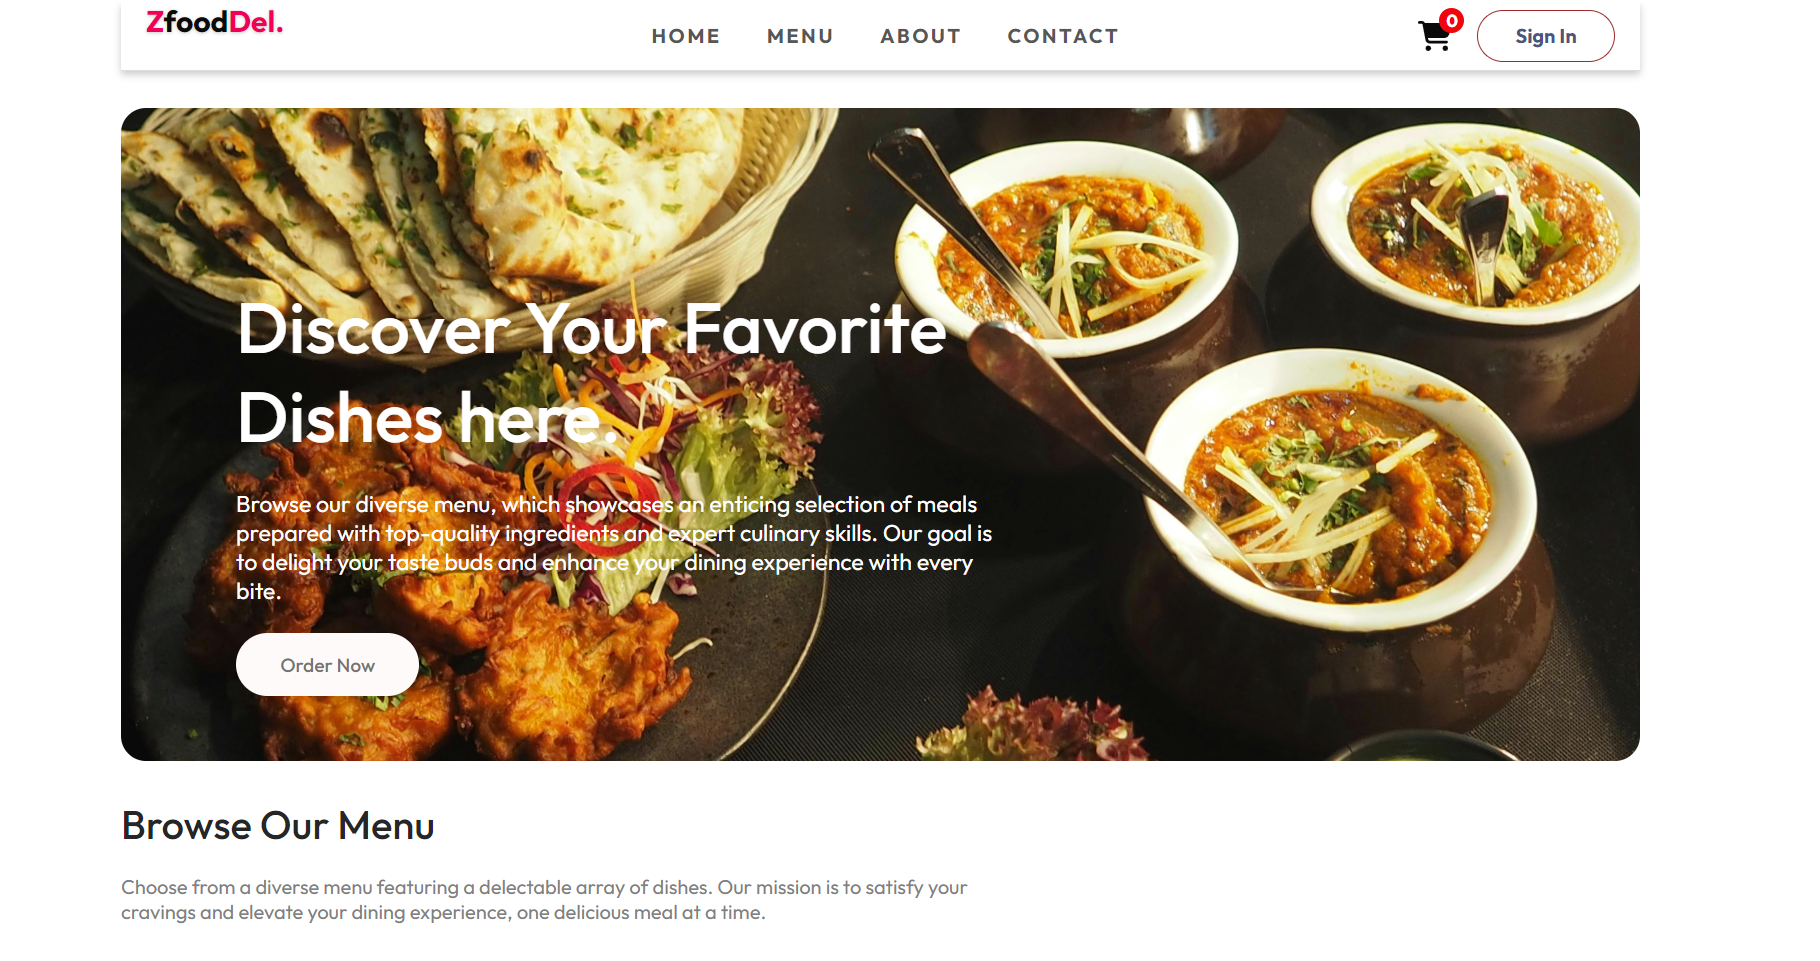 ZfoodDel.
HOME MENU ABOUT CONTACT
0
Sign In
Discover Your Favorite
Dishes here.
Browse our diverse menu, which showcases an enticing selection of meals
prepared with top-quality ingredients and expert culinary skills. Our goal is
to delight your taste buds and enhance your dining experience with every
bite.
Order Now
Browse Our Menu
Choose from a diverse menu featuring a delectable array of dishes. Our mission is to satisfy your
cravings and elevate your dining experience, one delicious meal at a time.